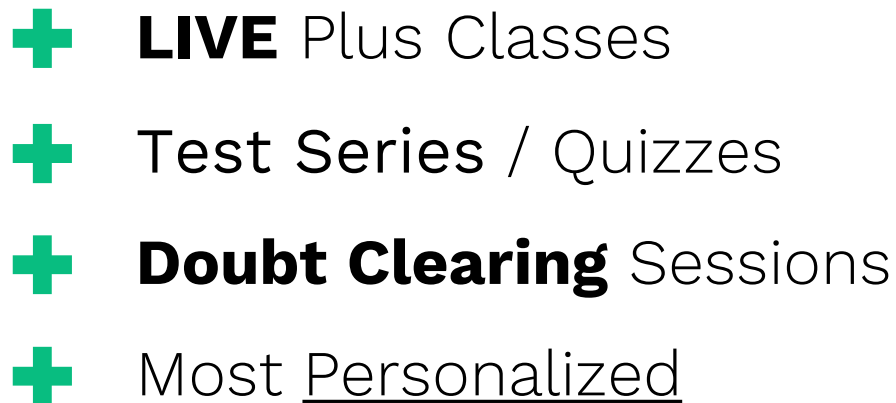 LIVE Plus Classes
Test Series / Quizzes
Doubt Clearing Sessions
Most Personalized